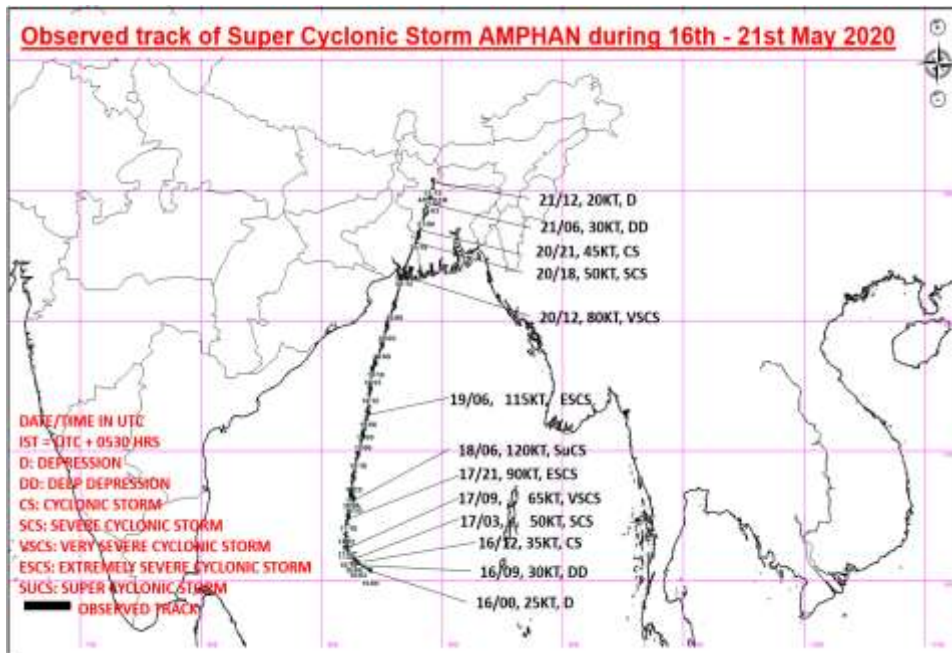 Observed track of Super Cyclonic Storm AMPHAN during 16th - 21st May 2020
21/12, 20KT, D
21/06, 30KT, DD
20/21, 45KT, CS
20/18, 50KT, SCS
20/12, 80KT, VSCS
19/06, 115KT, ESCS
18/06, 120KT, SuCS
17/21, 90KT, ESCS
17/09, 65KT, VSCS
17/03, 50KT, SCS
16/12, 35KT, CS
16/09, 30KT, DD
16/00, 25KT, D
DATE/TIME IN UTC
IST = UTC + 0530 HRS
D: DEPRESSION
DD: DEEP DEPRESSION
CS: CYCLONIC STORM
SCS: SEVERE CYCLONIC STORM
VSCS: VERY SEVERE CYCLONIC STORM
ESCS: EXTREMELY SEVERE CYCLONIC STORM
SUCS: SUPER CYCLONIC STORM
OBSERVED TRACK